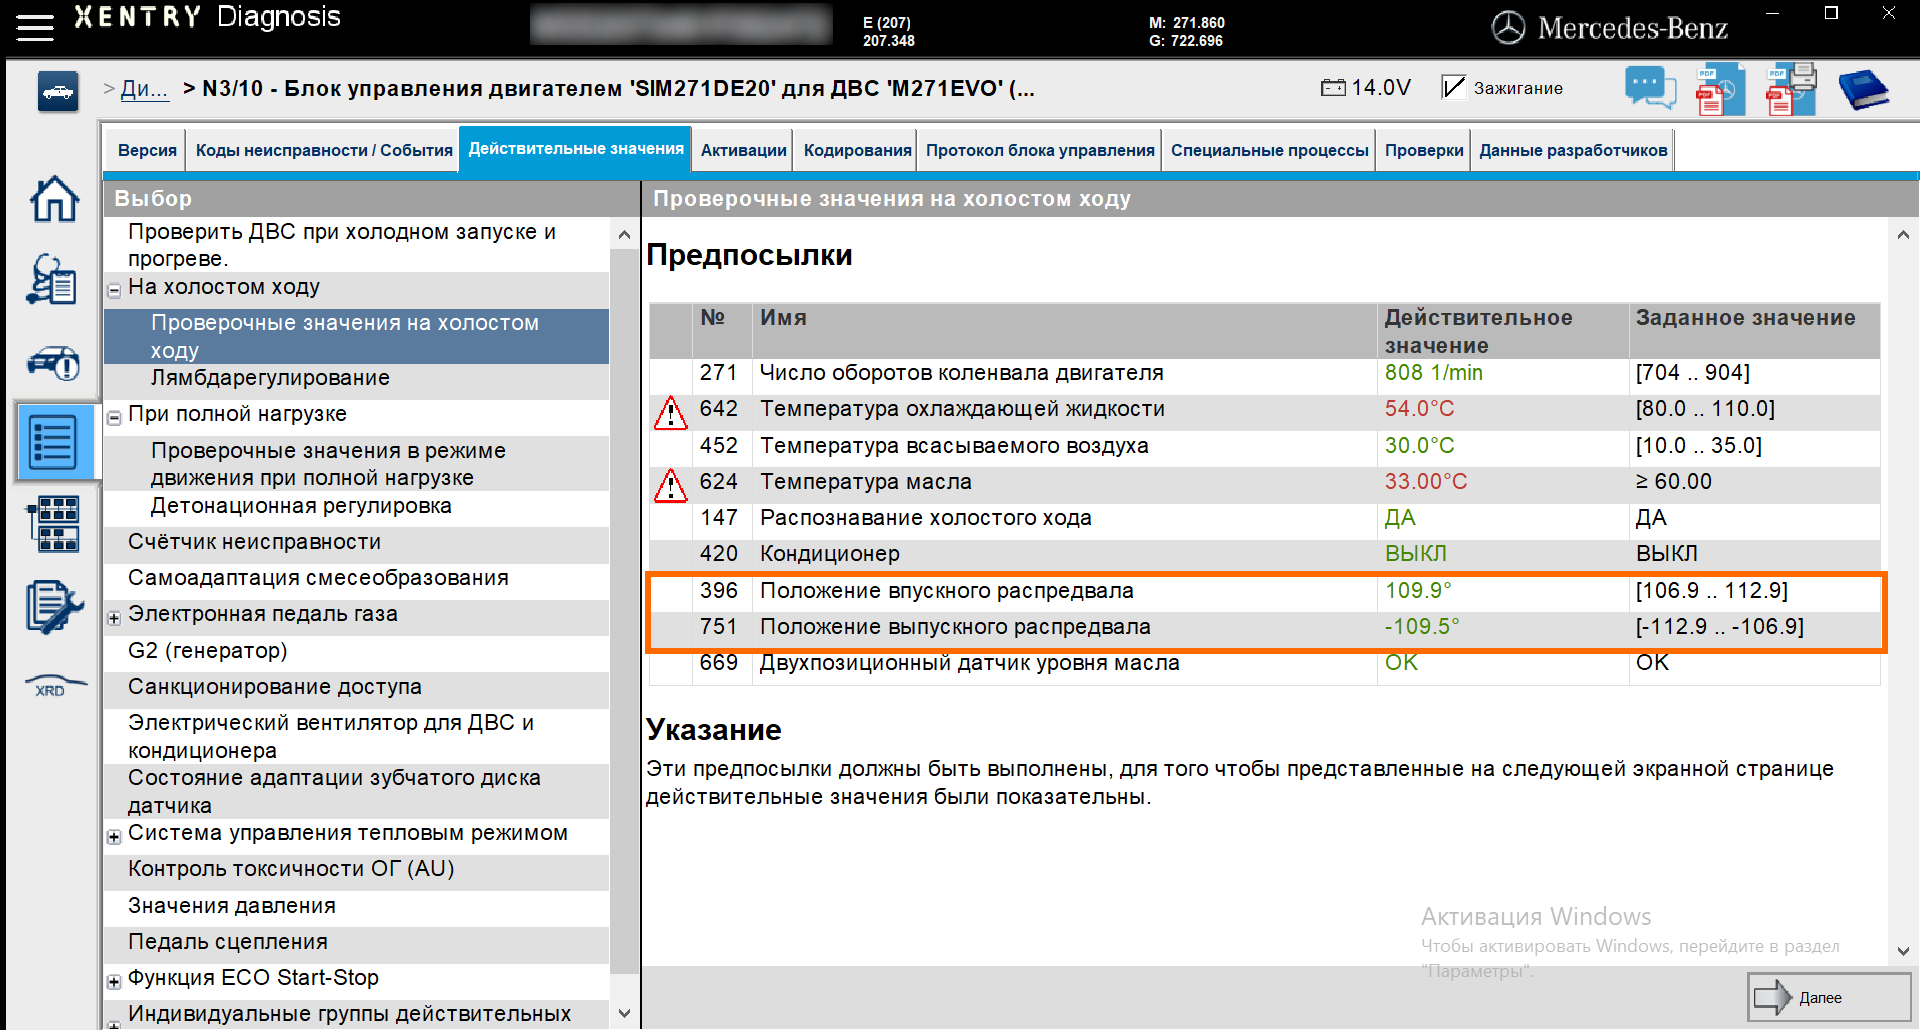 XENTRY Diagnosis
E (207)
207.348
M: 271.860
G: 722.696
Mercedes-Benz
> Ди... > N3/10 - Блок управления двигателем 'SIM271DE20' для ДВС 'M271EVO' (...
14.0V
Зажигание
Версия
Коды неисправности / События
Действительные значения
Активации
Кодирования
Протокол блока управления
Специальные процессы
Проверки
Данные разработчиков
Выбор
Проверить ДВС при холодном запуске и
прогреве.
На холостом ходу
Проверочные значения на холостом
ходу
Лямбдарегулирование
При полной нагрузке
Проверочные значения в режиме
движения при полной нагрузке
Детонационная регулировка
Счётчик неисправности
Самоадаптация смесеобразования
Электронная педаль газа
G2 (генератор)
Санкционирование доступа
Электрический вентилятор для ДВС и
кондиционера
Состояние адаптации зубчатого диска
датчика
Система управления тепловым режимом
Контроль токсичности ОГ (AU)
Значения давления
Педаль сцепления
Функция ECO Start-Stop
Индивидуальные группы действительных
XRD
Проверочные значения на холостом ходу
Предпосылки
№ Имя Действительное значение Заданное значение
271 Число оборотов коленвала двигателя 808 1/min [704 .. 904]
642 Температура охлаждающей жидкости 54.0°C [80.0 .. 110.0]
452 Температура всасываемого воздуха 30.0°C [10.0 .. 35.0]
624 Температура масла 33.00°C ≥ 60.00
147 Распознавание холостого хода ДА ДА
420 Кондиционер ВЫКЛ ВЫКЛ
396 Положение впускного распредвала 109.9° [106.9 .. 112.9]
751 Положение выпускного распредвала -109.5° [-112.9 .. -106.9]
669 Двухпозиционный датчик уровня масла OK OK
Указание
Эти предпосылки должны быть выполнены, для того чтобы представленные на следующей экранной странице
действительные значения были показательны.
Активация Windows
Чтобы активировать Windows, перейдите в раздел
"Параметры".
Далее